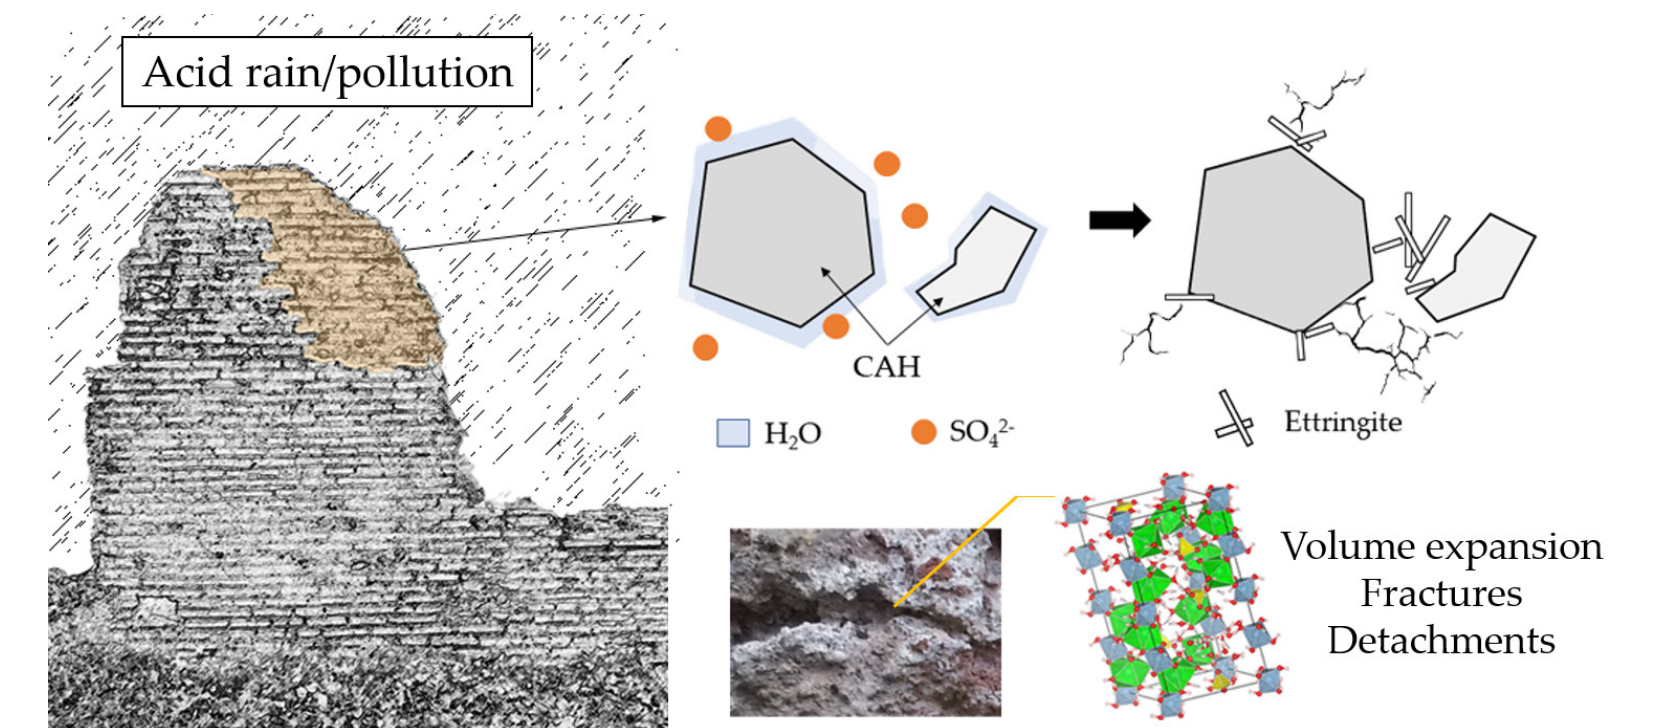 Acid rain/pollution
CAH
H₂O
SO₄²⁻
Ettringite
Volume expansion
Fractures
Detachments